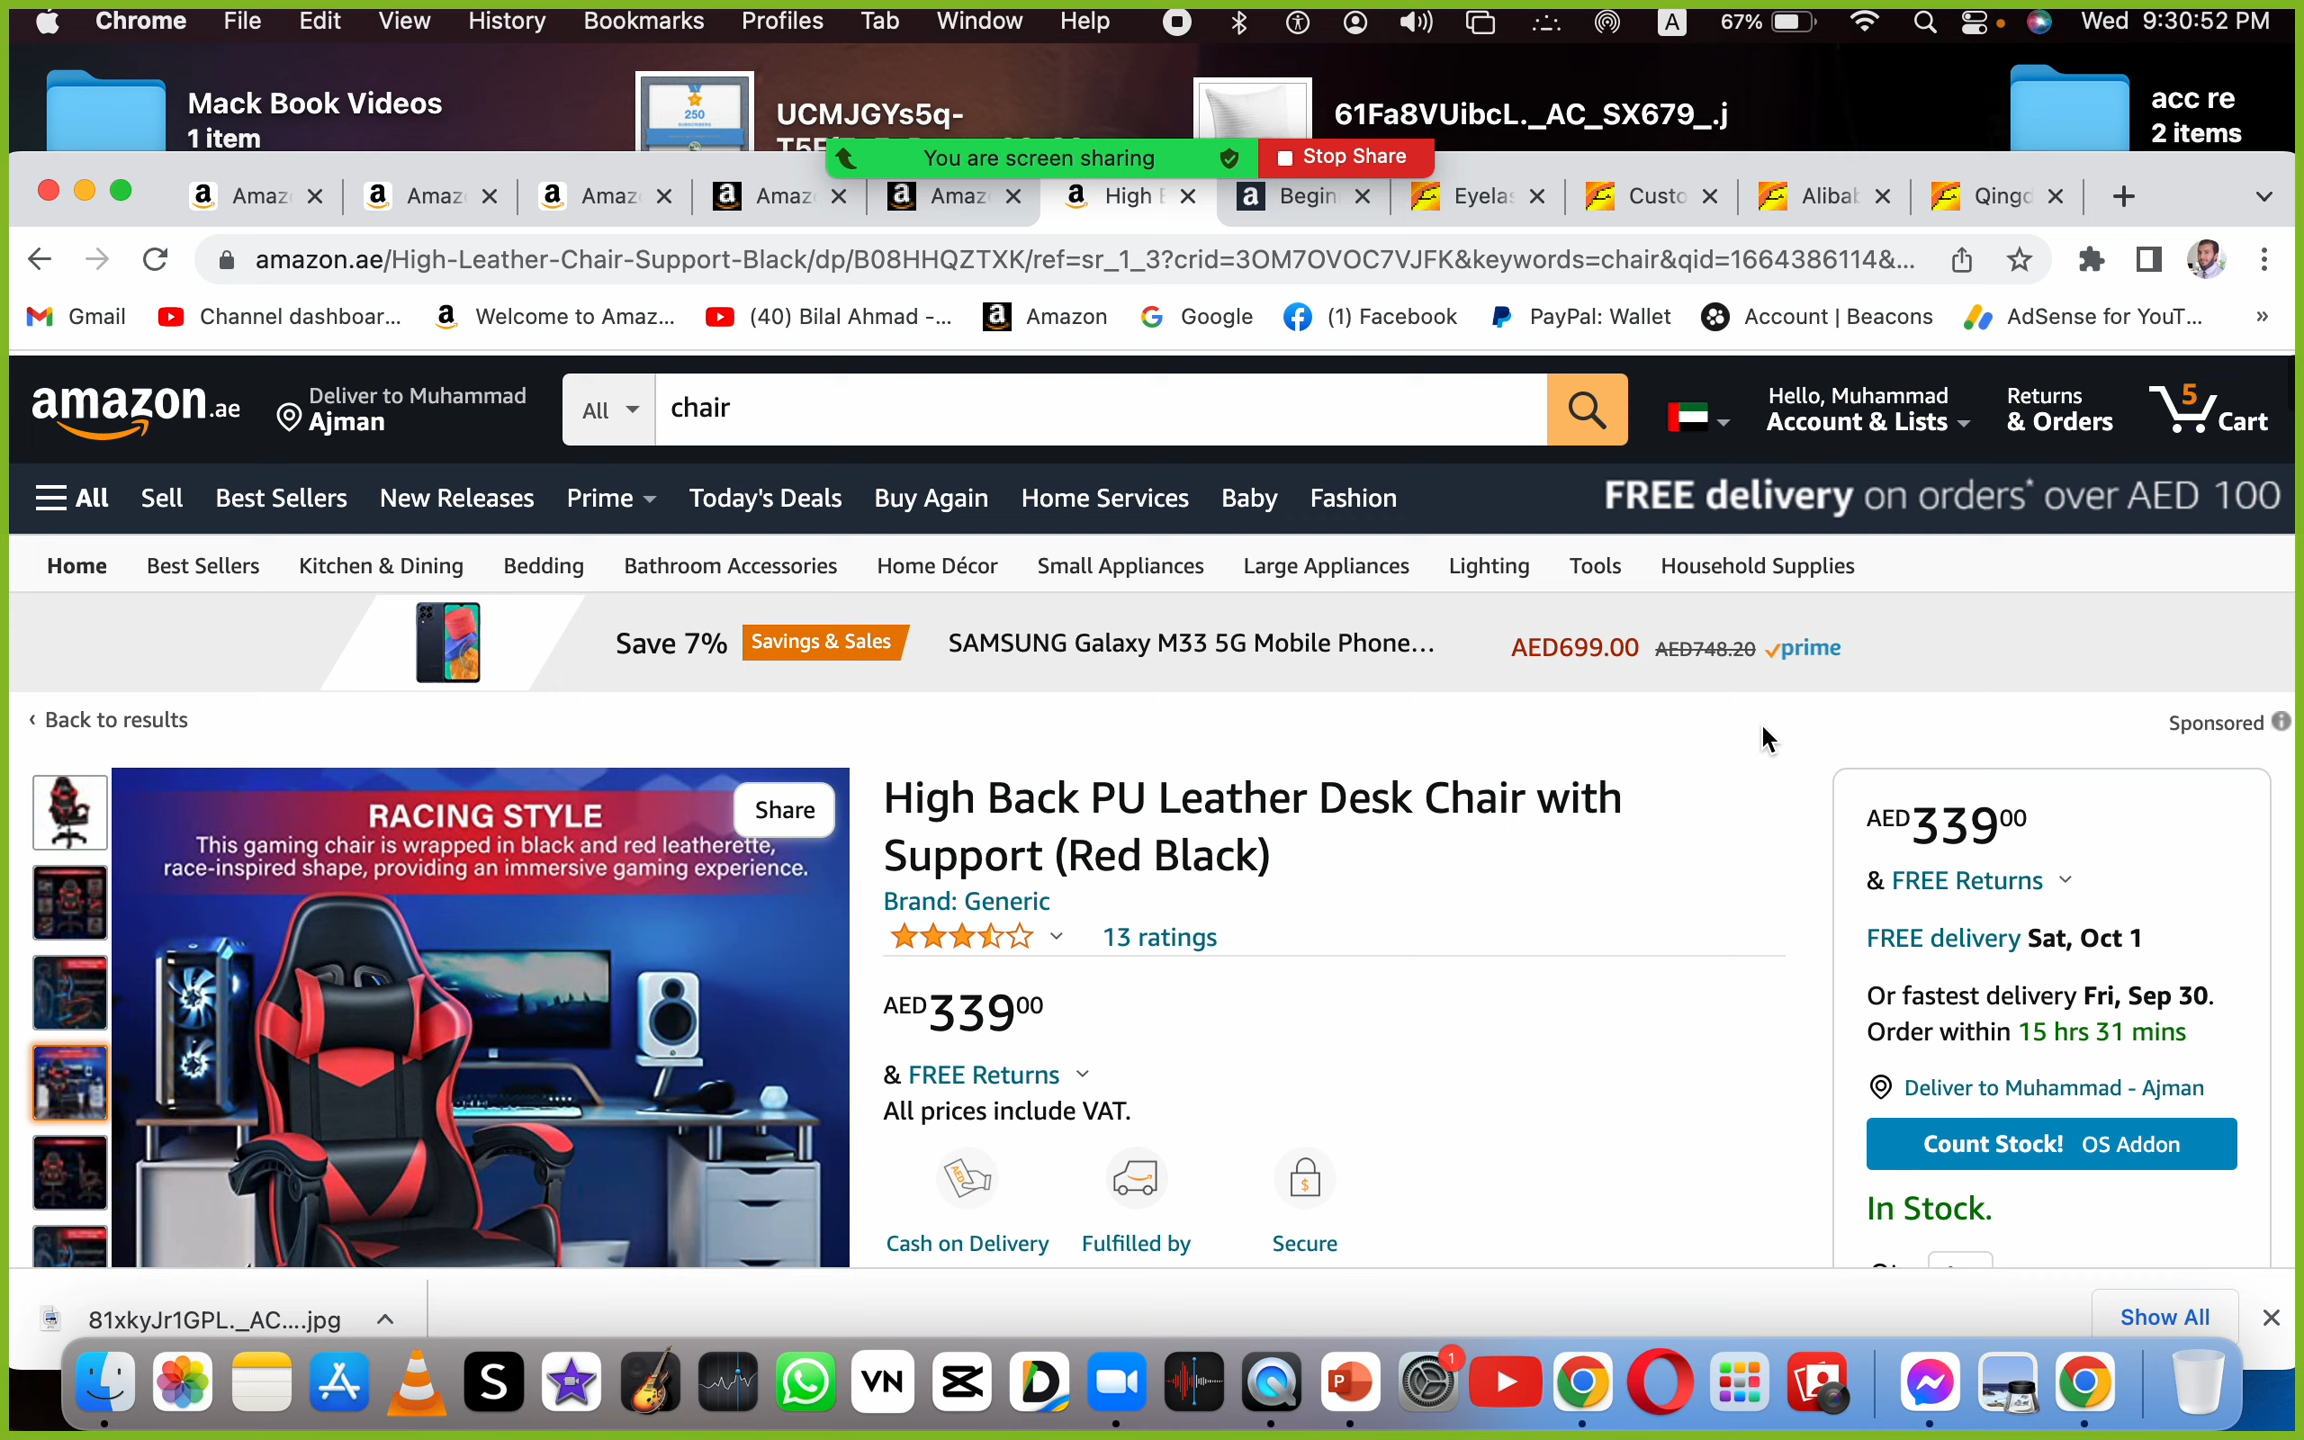 Chrome File Edit View History Bookmarks Profiles Tab Window Help A 67% Wed 9:30:52 PM
Mack Book Videos
1 item
250
SUBSCRIBERS
UCMJGYs5q-
61Fa8VUibcL._AC_SX679_.j
acc re
2 items
You are screen sharing Stop Share
Amaz Amaz Amaz Amaz Amaz High Begin Eyela Custo Aliba Qing
amazon.ae/High-Leather-Chair-Support-Black/dp/B08HHQZTXK/ref=sr_1_3?crid=3OM7OVOC7VJFK&keywords=chair&qid=1664386114&...
Gmail Channel dashboar... Welcome to Amaz... (40) Bilal Ahmad -... Amazon Google (1) Facebook PayPal: Wallet Account | Beacons AdSense for YouT... »
amazon.ae Deliver to Muhammad
Ajman
All chair
Hello, Muhammad
Account & Lists
Returns
& Orders
5
Cart
All Sell Best Sellers New Releases Prime Today's Deals Buy Again Home Services Baby Fashion FREE delivery on orders* over AED 100
Home Best Sellers Kitchen & Dining Bedding Bathroom Accessories Home Décor Small Appliances Large Appliances Lighting Tools Household Supplies
Save 7% Savings & Sales SAMSUNG Galaxy M33 5G Mobile Phone... AED699.00 AED748.20 prime
‹ Back to results
Sponsored
RACING STYLE
This gaming chair is wrapped in black and red leatherette,
race-inspired shape, providing an immersive gaming experience.
Share
High Back PU Leather Desk Chair with
Support (Red Black)
Brand: Generic
13 ratings
AED33900
& FREE Returns
All prices include VAT.
AED
Cash on Delivery Fulfilled by Secure
AED33900
& FREE Returns
FREE delivery Sat, Oct 1
Or fastest delivery Fri, Sep 30.
Order within 15 hrs 31 mins
Deliver to Muhammad - Ajman
Count Stock! OS Addon
In Stock.
81xkyJr1GPL._AC....jpg
Show All
S VN D P 1